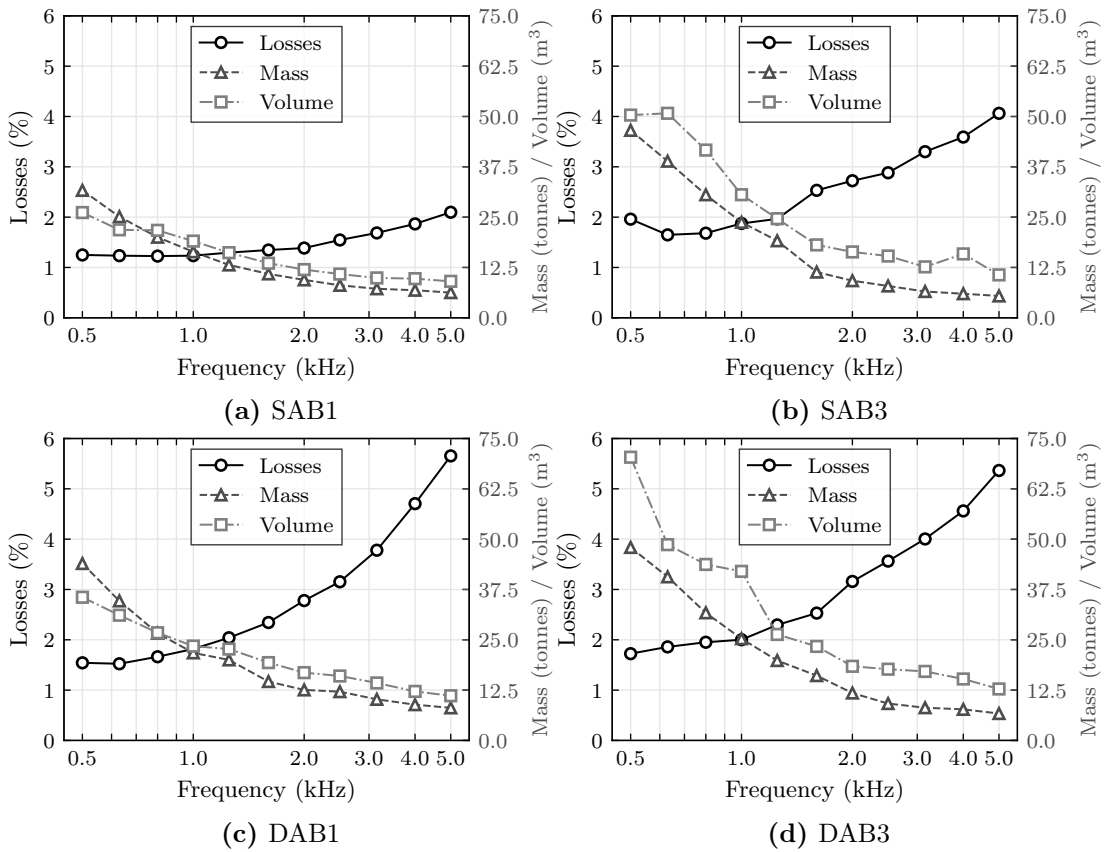 6
5
4
3
2
1
0
Losses (%)
75.0
62.5
50.0
37.5
25.0
12.5
0.0
Mass (tonnes) / Volume (m³)
Losses
Mass
Volume
0.5 1.0 2.0 3.0 4.0 5.0
Frequency (kHz)
(a) SAB1
6
5
4
3
2
1
0
Losses (%)
75.0
62.5
50.0
37.5
25.0
12.5
0.0
Mass (tonnes) / Volume (m³)
Losses
Mass
Volume
0.5 1.0 2.0 3.0 4.0 5.0
Frequency (kHz)
(b) SAB3
6
5
4
3
2
1
0
Losses (%)
75.0
62.5
50.0
37.5
25.0
12.5
0.0
Mass (tonnes) / Volume (m³)
Losses
Mass
Volume
0.5 1.0 2.0 3.0 4.0 5.0
Frequency (kHz)
(c) DAB1
6
5
4
3
2
1
0
Losses (%)
75.0
62.5
50.0
37.5
25.0
12.5
0.0
Mass (tonnes) / Volume (m³)
Losses
Mass
Volume
0.5 1.0 2.0 3.0 4.0 5.0
Frequency (kHz)
(d) DAB3